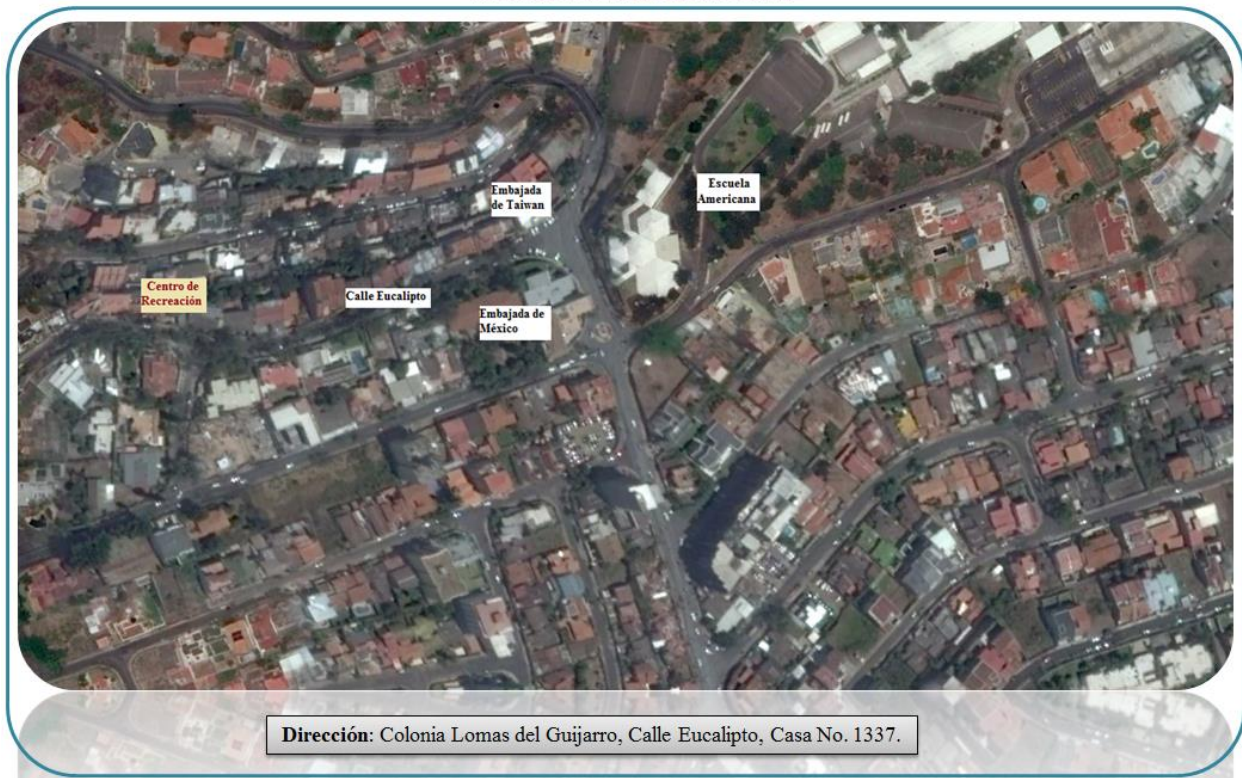 Escuela
Americana
Embajada
de Taiwan
Centro de
Recreación
Calle Eucalipto
Embajada de
México
Dirección: Colonia Lomas del Guijarro, Calle Eucalipto, Casa No. 1337.